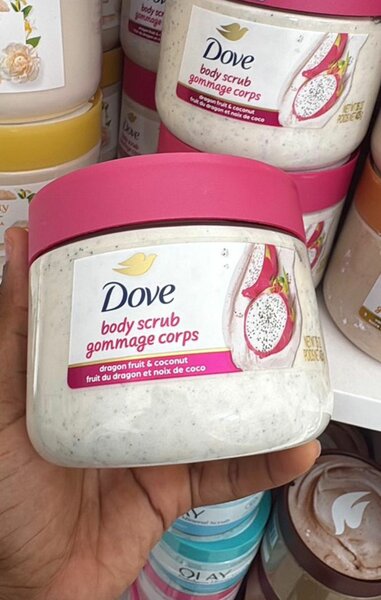 Dove
body scrub
gommage corps
dragon fruit & coconut
fruit du dragon et noix de coco
Dove
body scrub
gommage corps
dragon fruit & coconut
fruit du dragon et noix de coco
OLAY